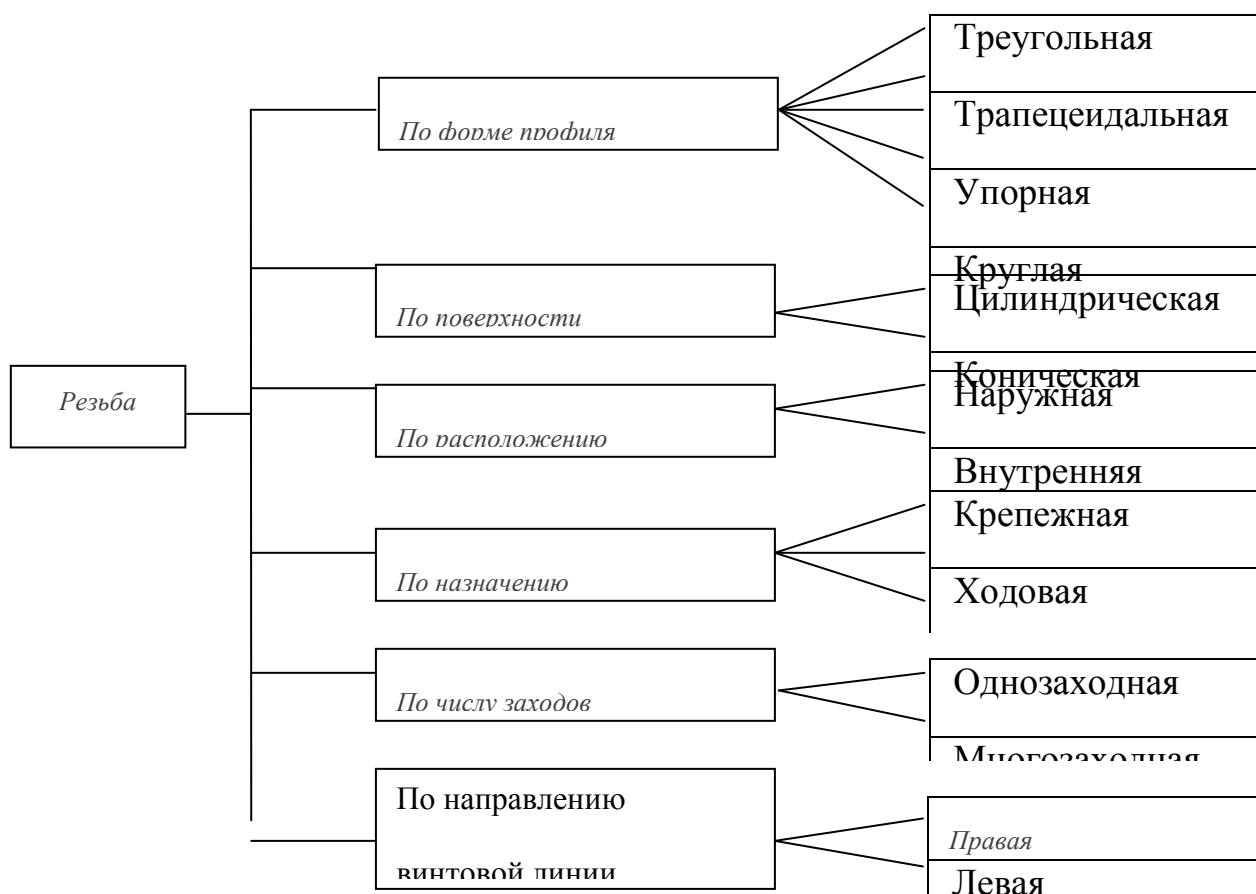 Резьба
По форме профиля
Треугольная
Трапецеидальная
Упорная
Круглая
По поверхности
Цилиндрическая
Коническая
По расположению
Наружная
Внутренняя
По назначению
Крепежная
Ходовая
По числу заходов
Однозаходная
Многозаходная
По направлению
винтовой линии
Правая
Левая